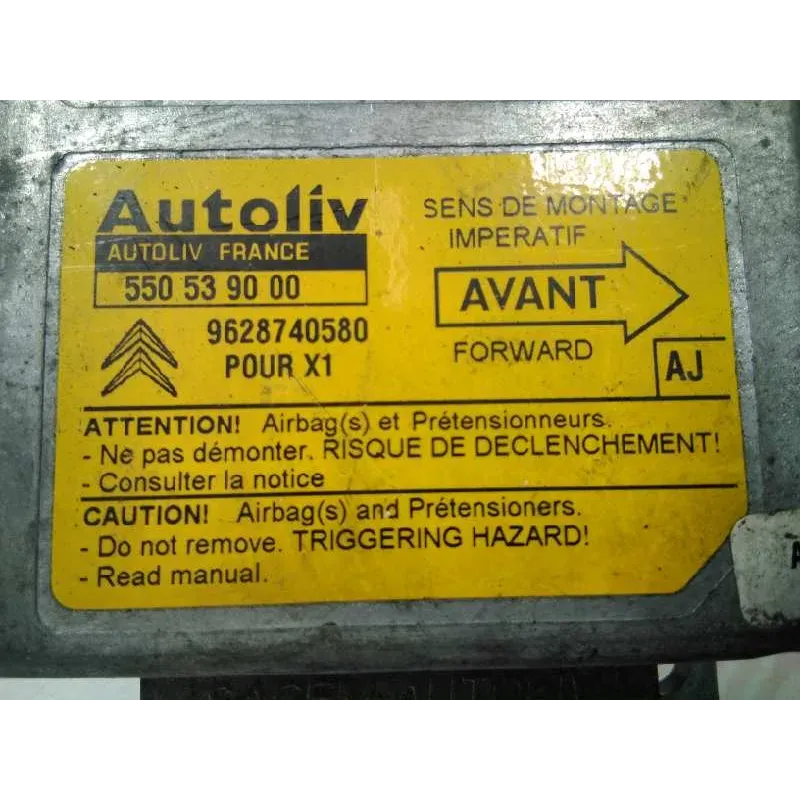 Autoliv
AUTOLIV FRANCE
550 53 90 00
9628740580
POUR X1
SENS DE MONTAGE
IMPERATIF
AVANT
FORWARD
AJ
ATTENTION! Airbag(s) et Prétensionneurs.
- Ne pas démonter. RISQUE DE DECLENCHEMENT!
- Consulter la notice
CAUTION! Airbag(s) and Prétensioners.
- Do not remove. TRIGGERING HAZARD!
- Read manual.